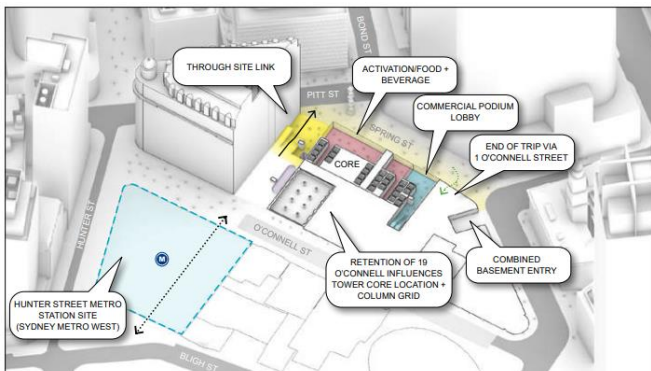 BOND ST
THROUGH SITE LINK
ACTIVATION/FOOD +
BEVERAGE
PITT ST
COMMERCIAL PODIUM
LOBBY
SPRING ST
END OF TRIP VIA
1 O'CONNELL STREET
CORE
HUNTER ST
O'CONNELL ST
M
RETENTION OF 19
O'CONNELL INFLUENCES
TOWER CORE LOCATION +
COLUMN GRID
COMBINED
BASEMENT ENTRY
HUNTER STREET METRO
STATION SITE
(SYDNEY METRO WEST)
BLIGH ST